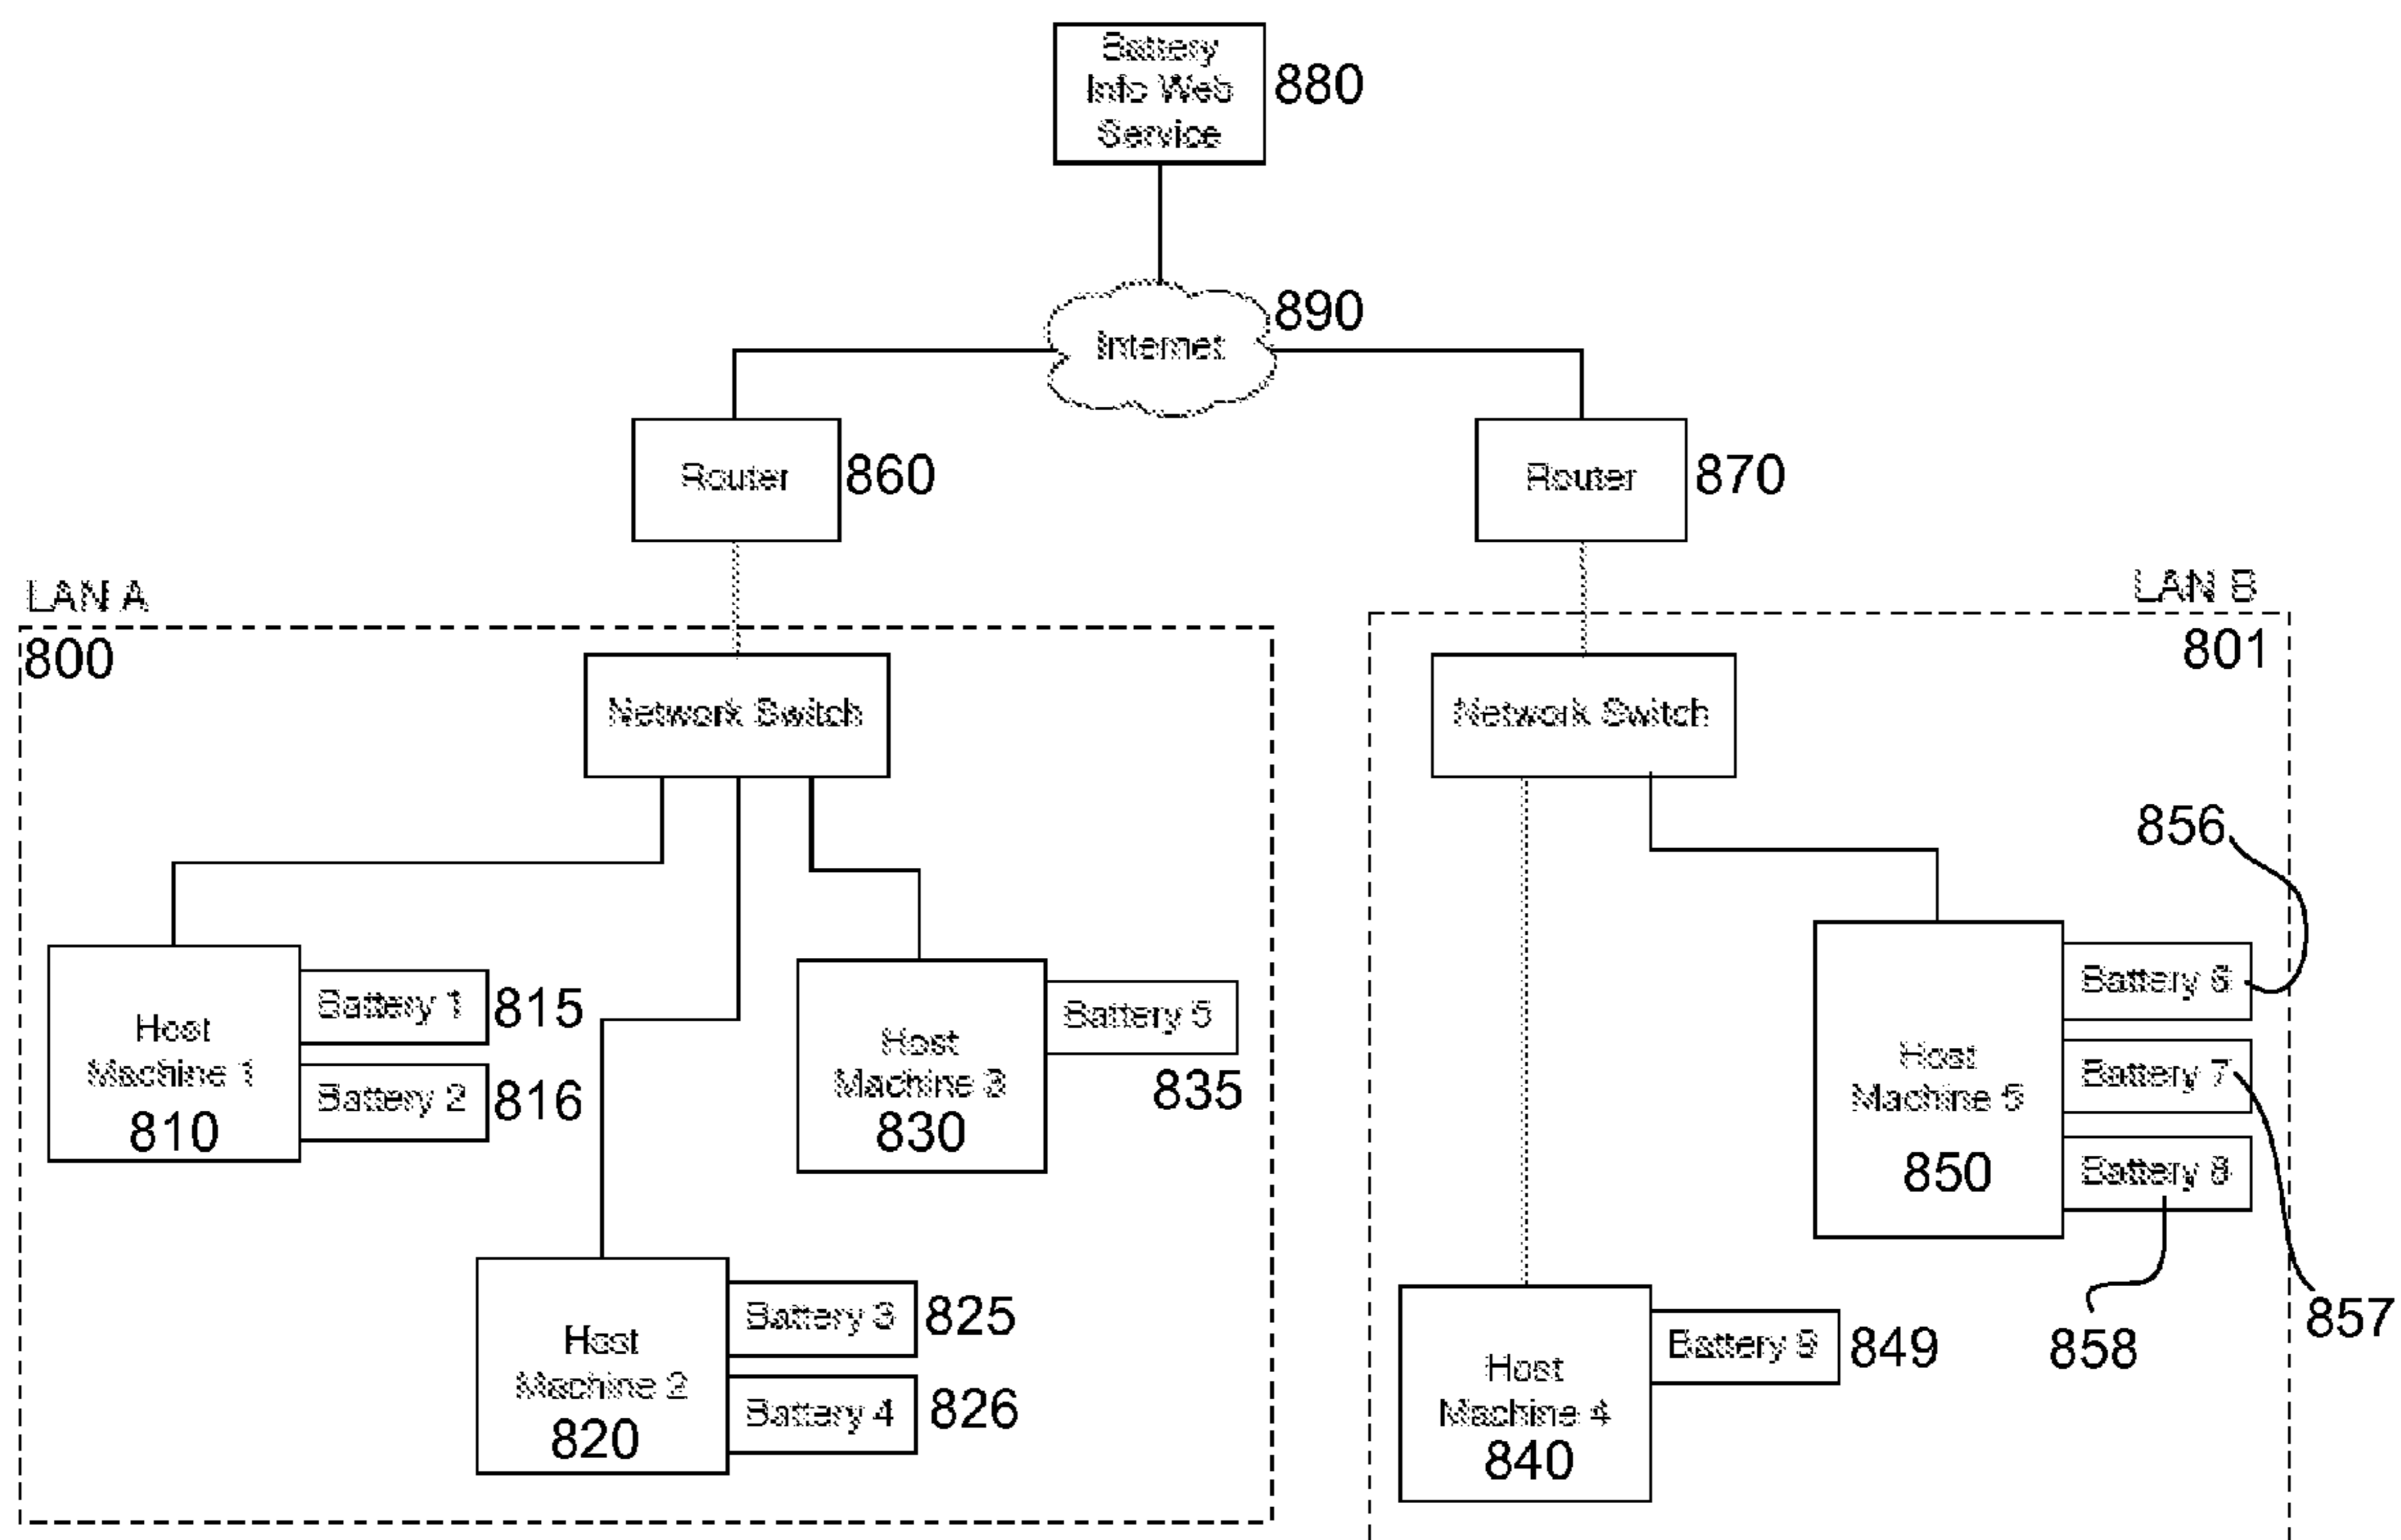 Battery
Info Web
Service
880
890
Internet
Router
860
Router
870
LAN A
LAN B
800
801
Network Switch
Network Switch
856
Battery 1
815
Host
Machine 1
810
Battery 2
816
Host
Machine 3
830
Battery 5
835
Host
Machine 5
850
Battery 6
Battery 7
Battery 8
857
858
Host
Machine 2
820
Battery 3
825
Battery 4
826
Host
Machine 4
840
Battery 9
849